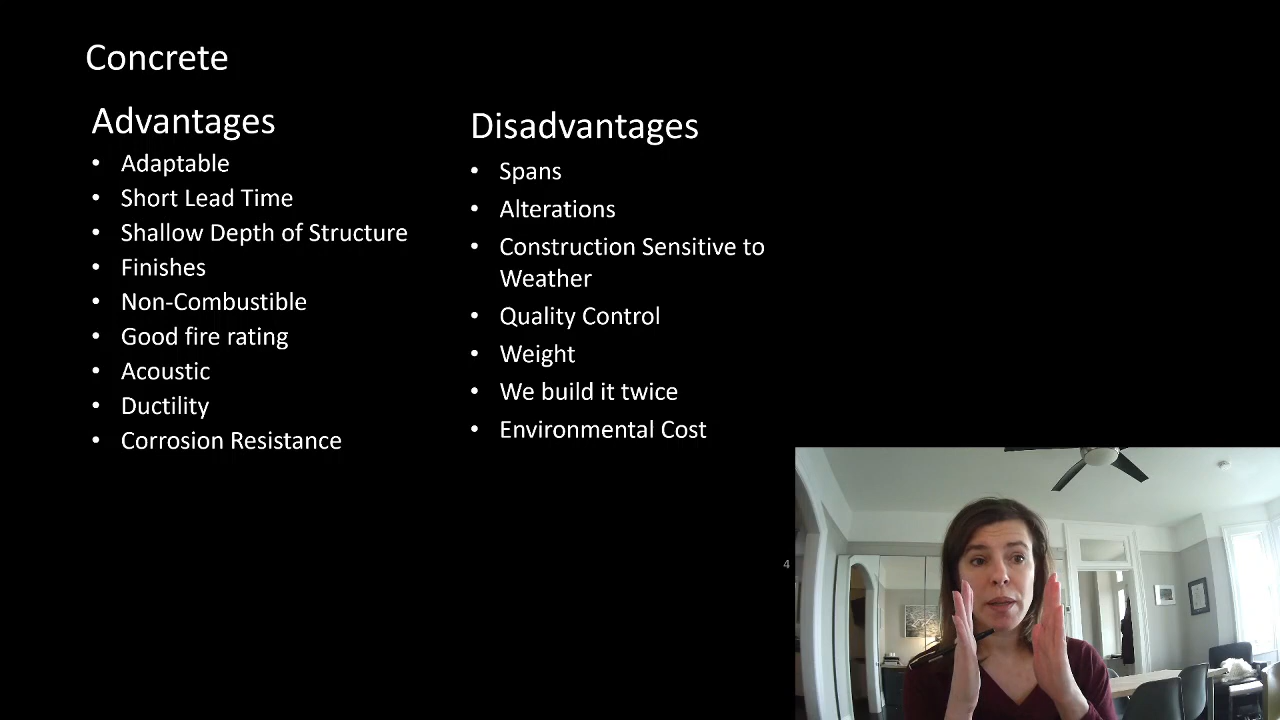 Concrete
Advantages
• Adaptable
• Short Lead Time
• Shallow Depth of Structure
• Finishes
• Non-Combustible
• Good fire rating
• Acoustic
• Ductility
• Corrosion Resistance
Disadvantages
• Spans
• Alterations
• Construction Sensitive to
Weather
• Quality Control
• Weight
• We build it twice
• Environmental Cost
4